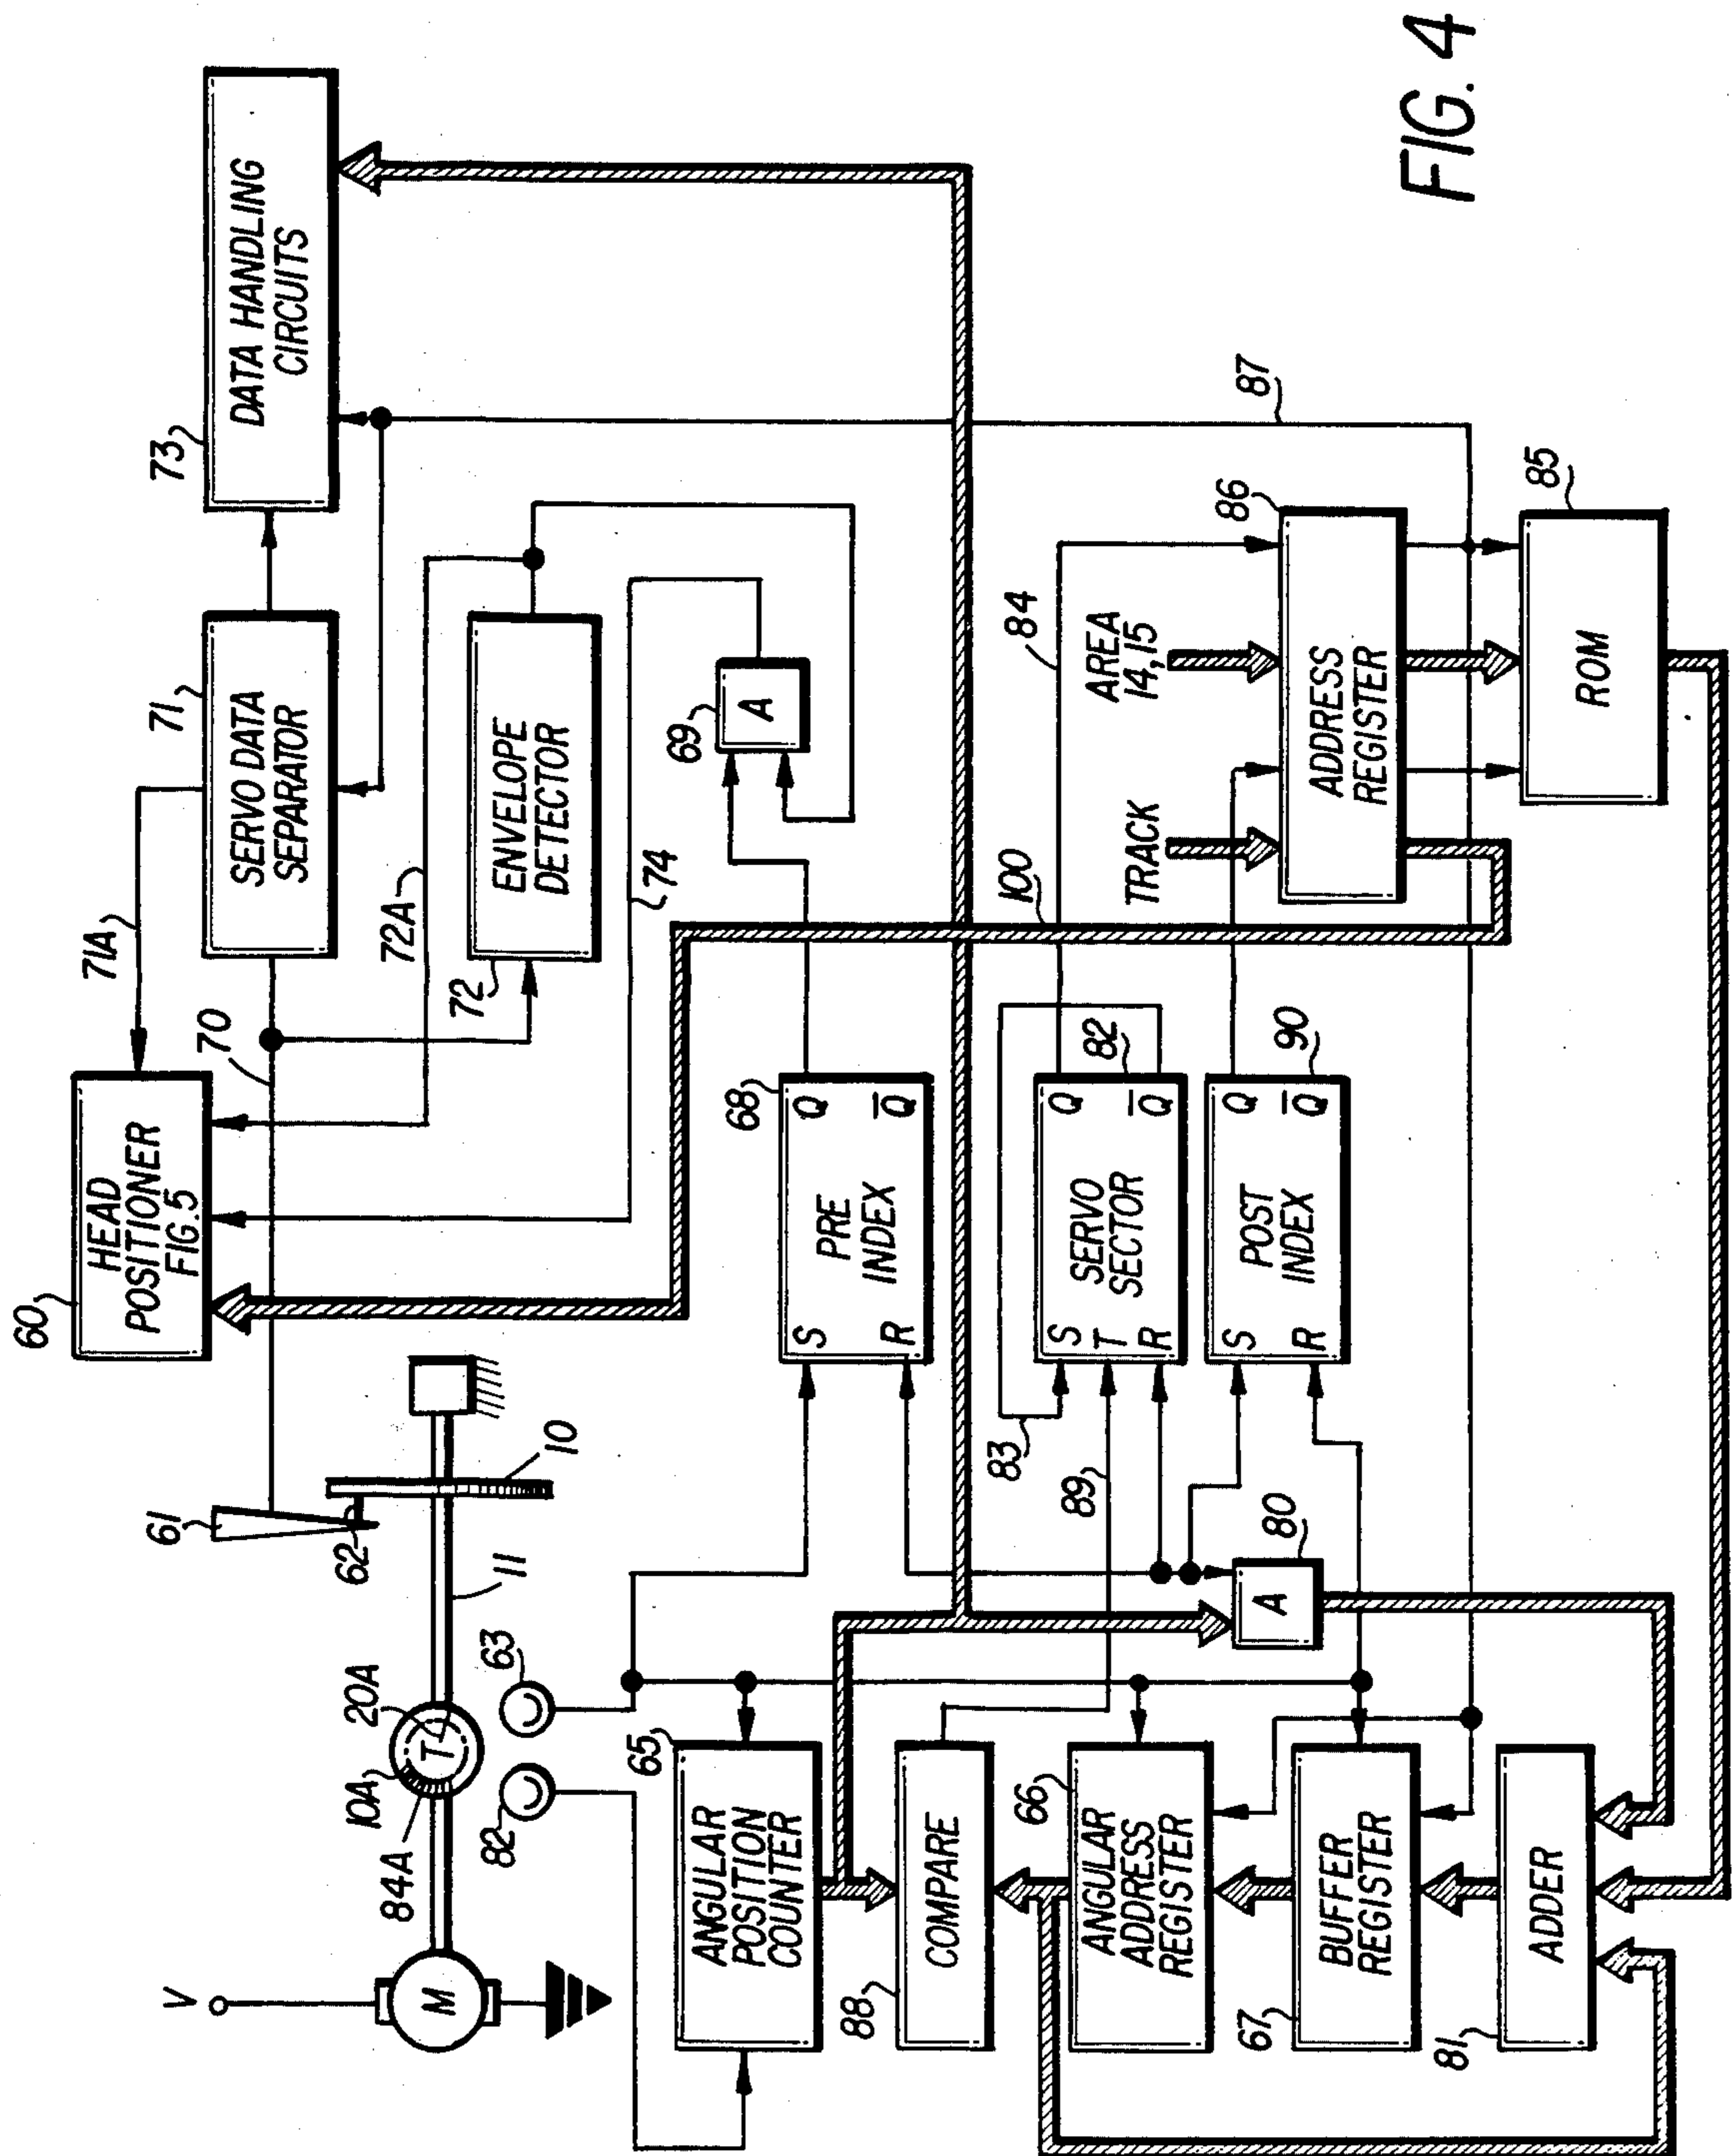 V
M
84A
10A
T
20A
82
63
11
61
62
10
60
HEAD
POSITIONER
FIG. 5
70
71A
71
SERVO DATA
SEPARATOR
73
DATA HANDLING
CIRCUITS
72A
72
ENVELOPE
DETECTOR
74
69
A
65
ANGULAR
POSITION
COUNTER
68
S
Q
PRE
INDEX
R
Q̅
88
COMPARE
89
83
S
T
R
SERVO
SECTOR
Q
Q̅
82
84
100
TRACK
AREA
14, 15
66
ANGULAR
ADDRESS
REGISTER
80
A
S
R
POST
INDEX
Q
Q̅
90
86
ADDRESS
REGISTER
87
67
BUFFER
REGISTER
81
ADDER
85
ROM
FIG. 4